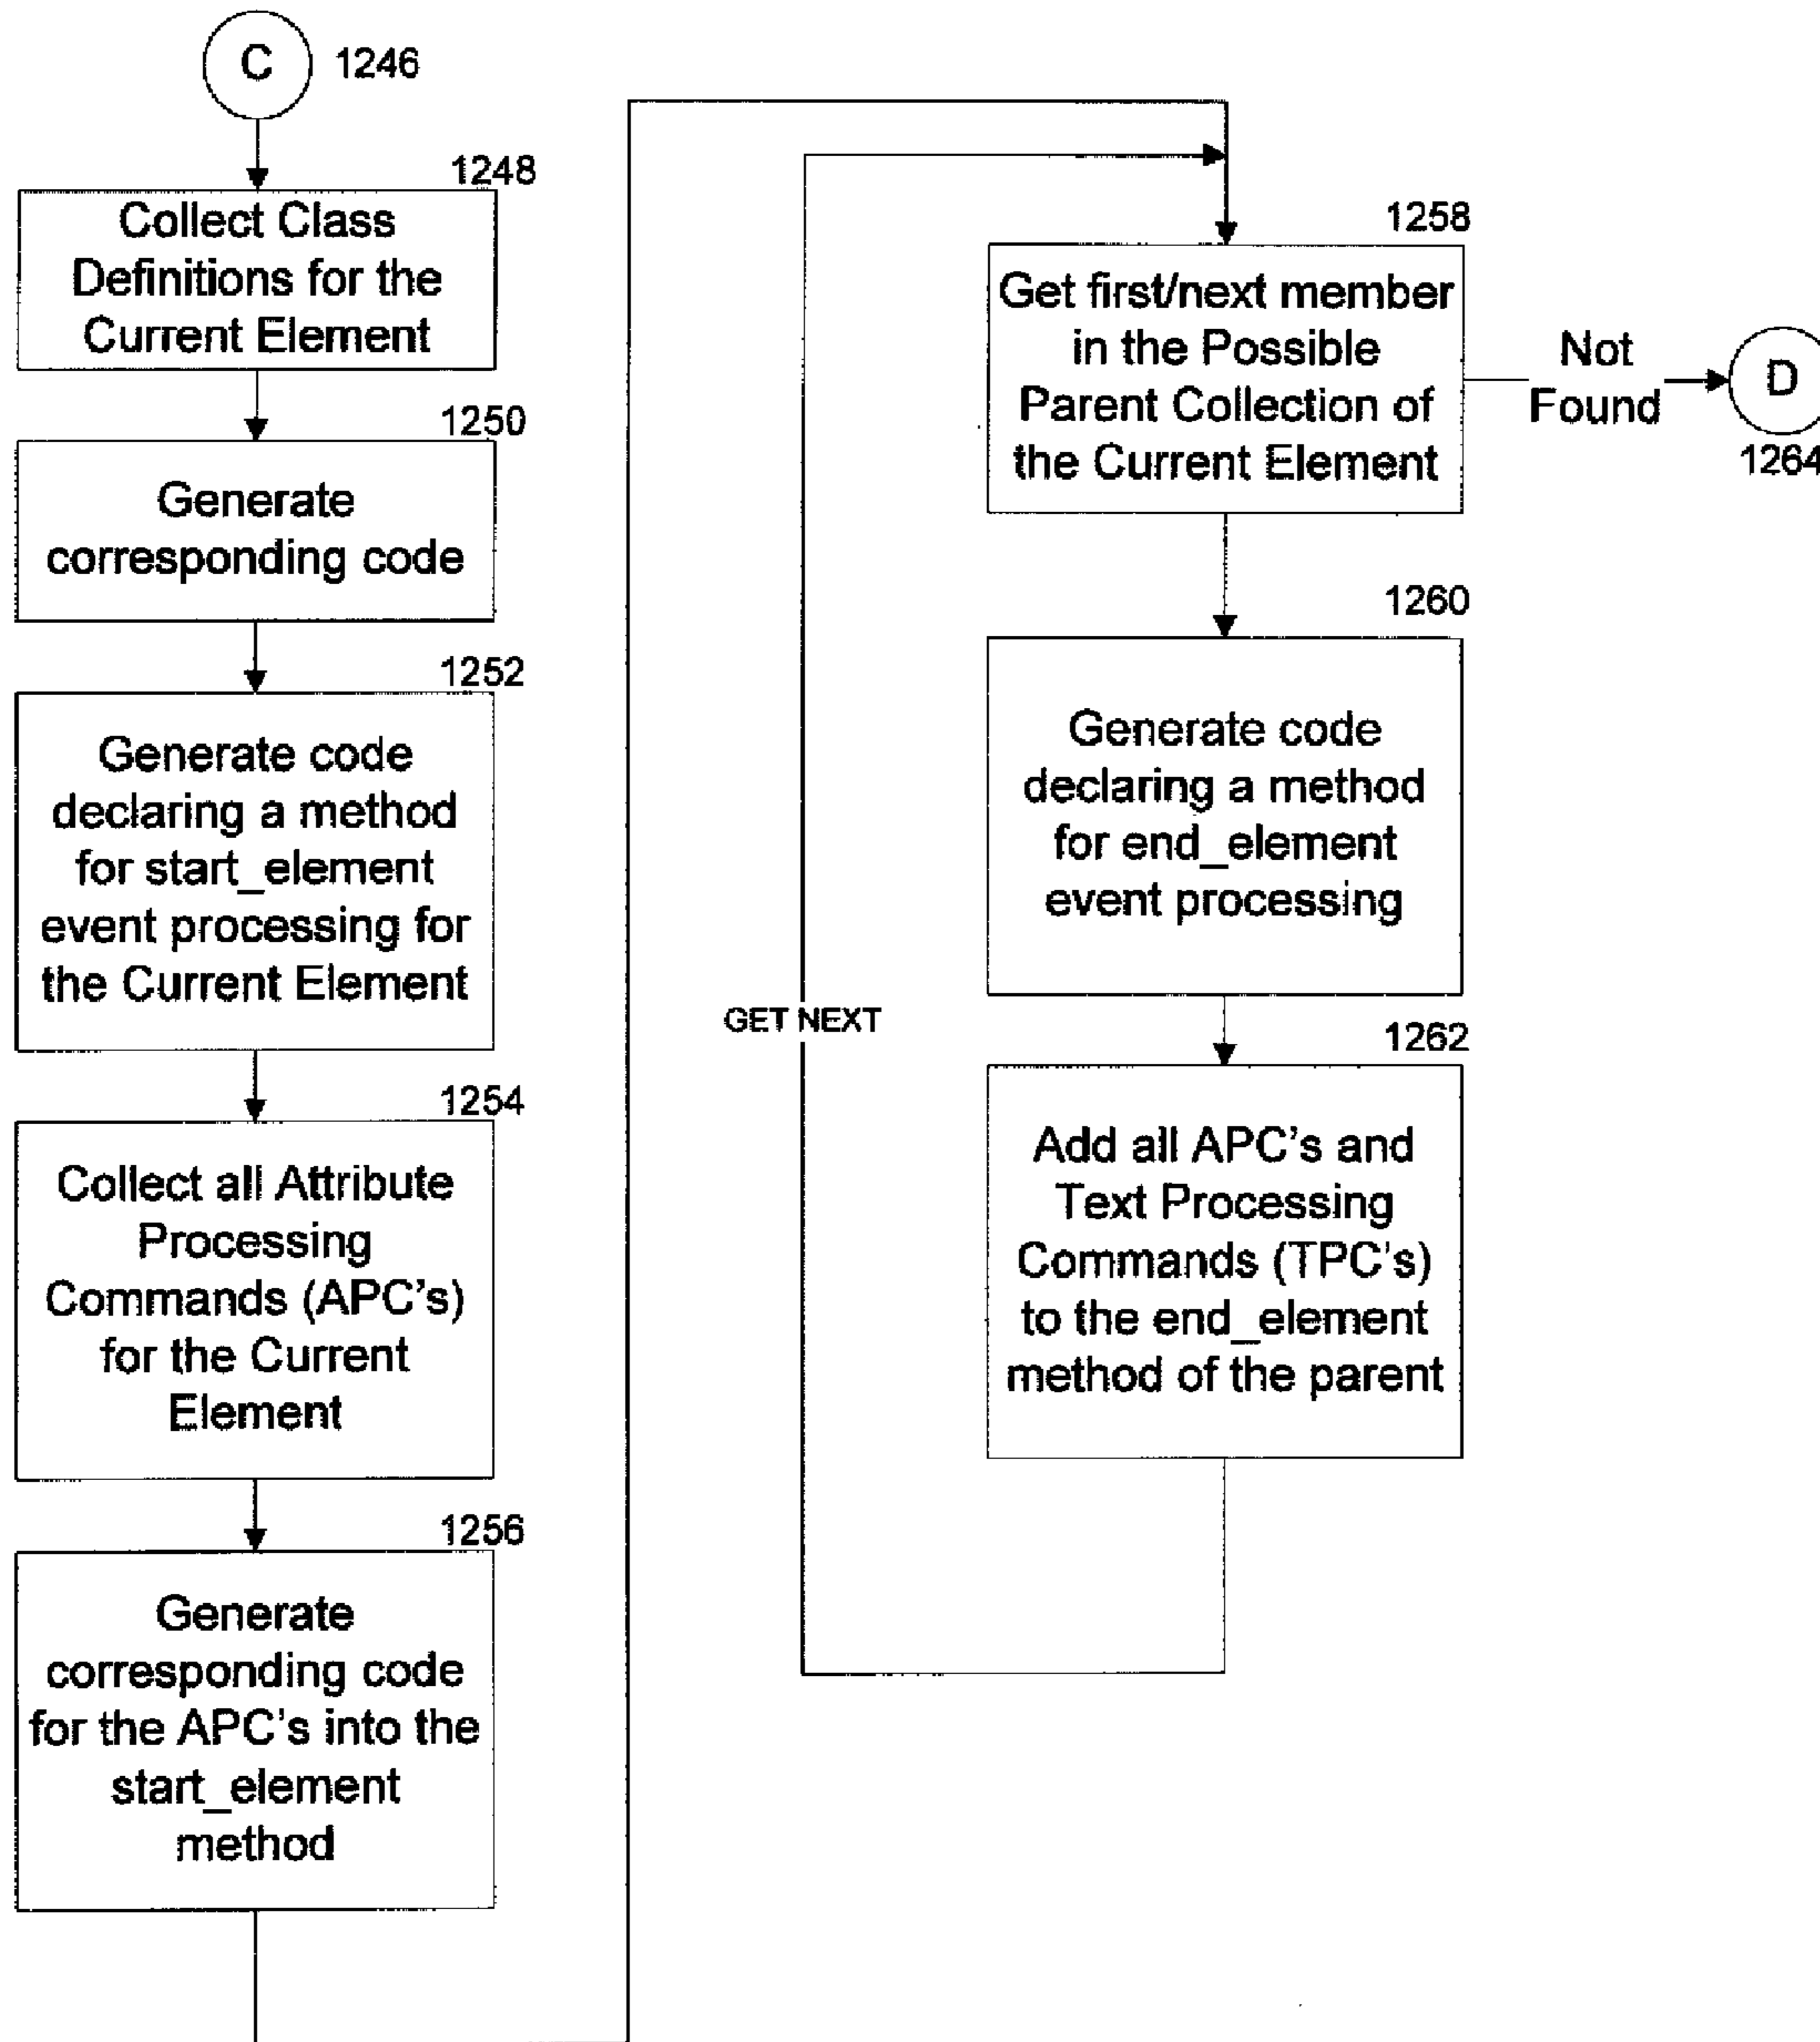 C
1246
1248
Collect Class
Definitions for the
Current Element
1250
Generate
corresponding code
1252
Generate code
declaring a method
for start_element
event processing for
the Current Element
1254
Collect all Attribute
Processing
Commands (APC's)
for the Current
Element
1256
Generate
corresponding code
for the APC's into the
start_element
method
1258
Get first/next member
in the Possible
Parent Collection of
the Current Element
Not
Found
D
1264
1260
Generate code
declaring a method
for end_element
event processing
GET NEXT
1262
Add all APC's and
Text Processing
Commands (TPC's)
to the end_element
method of the parent